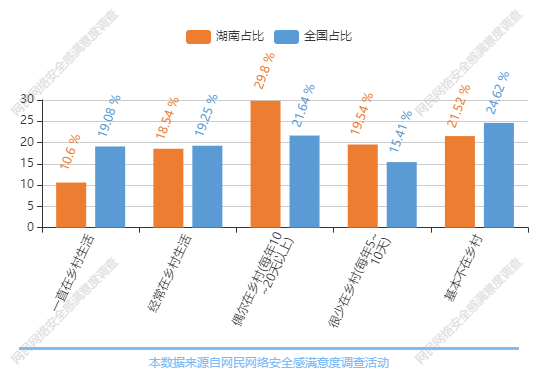 网民网络安全感满意度调查
网民网络安全感满意度调查
湖南占比
全国占比
30
25
20
15
10
5
0
10.6 %
19.08 %
18.54 %
19.25 %
29.8 %
21.64 %
19.54 %
15.41 %
21.52 %
24.62 %
一直在乡村生活
经常在乡村生活
偶尔在乡村(每年10
~20天以上)
很少在乡村(每年5~
10天)
基本不在乡村
网民网络安全感满意度调查
网民网络安全感满意度调查
本数据来源自网民网络安全感满意度调查活动